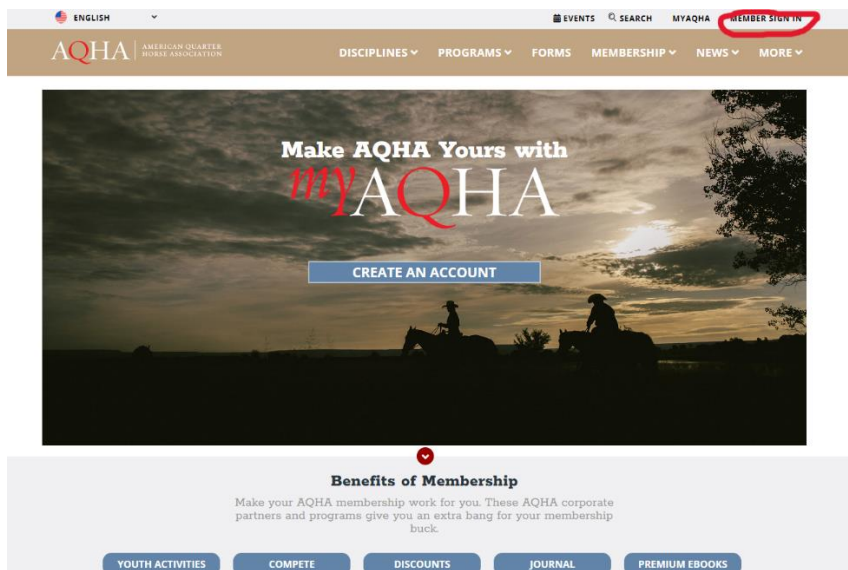 ENGLISH EVENTS SEARCH MYAQHA MEMBER SIGN IN
AQHA AMERICAN QUARTER HORSE ASSOCIATION DISCIPLINES PROGRAMS FORMS MEMBERSHIP NEWS MORE
Make AQHA Yours with
myAQHA
CREATE AN ACCOUNT
Benefits of Membership
Make your AQHA membership work for you. These AQHA corporate
partners and programs give you an extra bang for your membership
buck.
YOUTH ACTIVITIES COMPETE DISCOUNTS JOURNAL PREMIUM EBOOKS